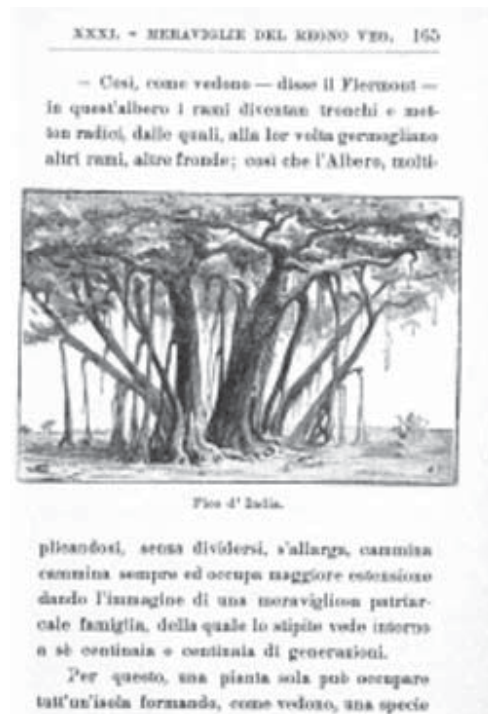 XXXI. - MERAVIGLIE DEL REGNO VEG. 165
— Così, come vedono — disse il Flermont —
in quest'albero i rami diventan tronchi e met-
ton radici, dalle quali, alla lor volta germogliano
altri rami, altre fronde; così che l'Albero, molti-
Fico d'India.
plicandosi, senza dividersi, s'allarga, cammina
cammina sempre ed occupa maggiore estensione
dando l'immagine di una meravigliosa patriar-
cale famiglia, della quale lo stipite vede intorno
a sè centinaia e centinaia di generazioni.
Per questo, una pianta sola può occupare
tutt'un'isola formando, come vedono, una specie